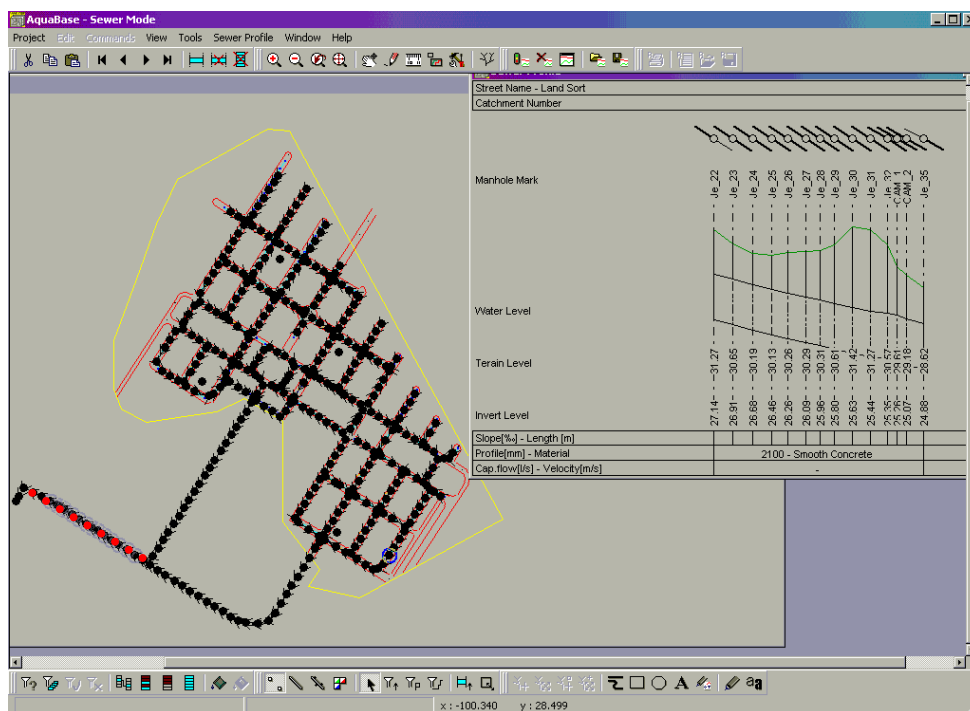 AquaBase - Sewer Mode
Project Edit Commands View Tools Sewer Profile Window Help
Street Name - Land Sort
Catchment Number
Manhole Mark
Je_22 Je_23 Je_24 Je_25 Je_26 Je_27 Je_28 Je_29 Je_30 Je_31 Je_32 CAM_1 CAM_2 Je_35
Water Level
Terrain Level
31.27 30.65 30.19 30.13 30.26 30.29 30.31 30.61 31.42 31.27 30.57 29.61 29.18 28.62
Invert Level
27.14 26.91 26.68 26.46 26.26 26.09 25.96 25.80 25.63 25.44 25.35 25.26 25.07 24.88
Slope[‰] - Length [m]
Profile[mm] - Material 2100 - Smooth Concrete
Cap.flow[l/s] - Velocity[m/s] -
x : -100.340 y : 28.499